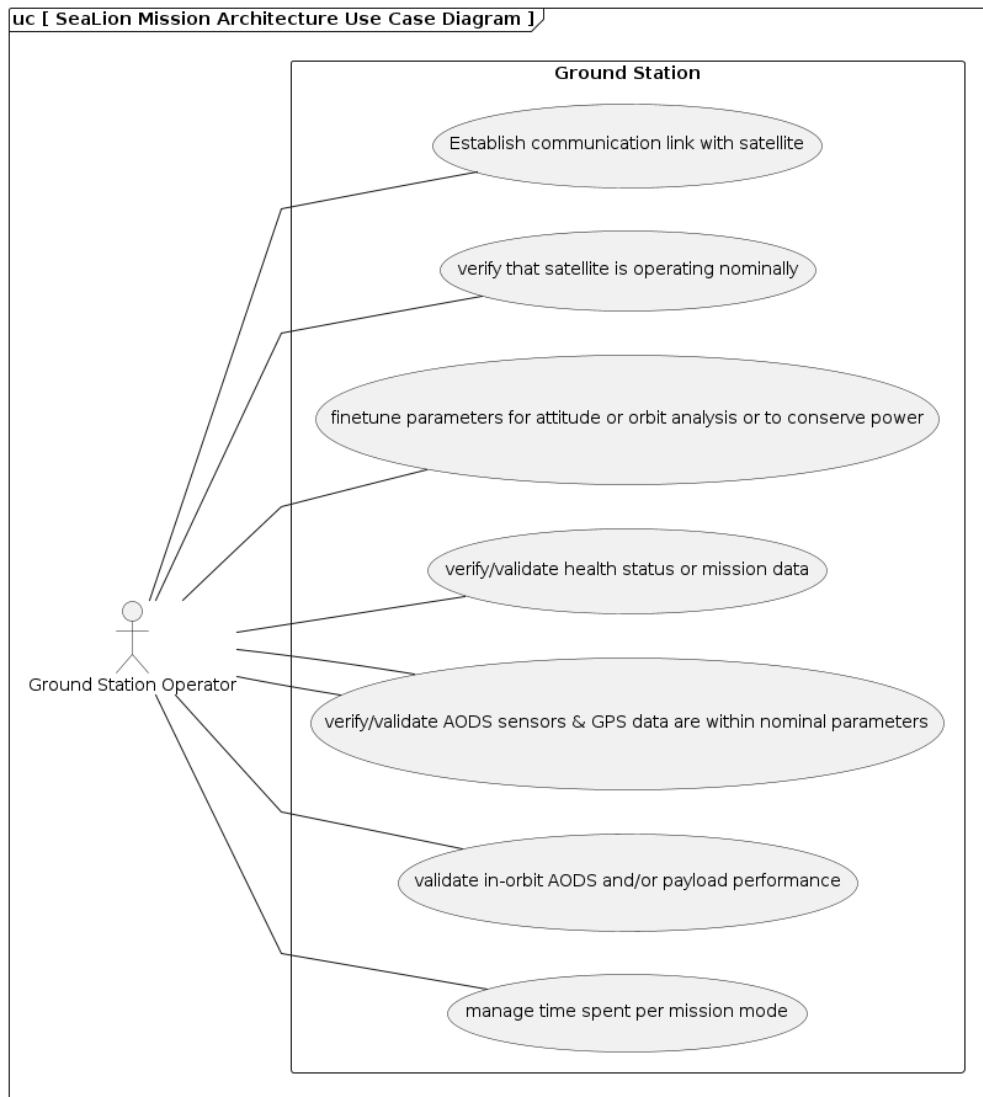 uc [ SeaLion Mission Architecture Use Case Diagram ]
Ground Station
Establish communication link with satellite
verify that satellite is operating nominally
finetune parameters for attitude or orbit analysis or to conserve power
verify/validate health status or mission data
Ground Station Operator
verify/validate AODS sensors & GPS data are within nominal parameters
validate in-orbit AODS and/or payload performance
manage time spent per mission mode